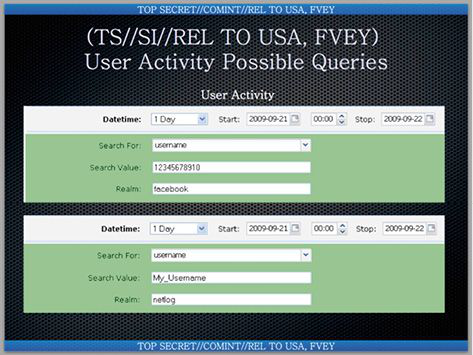 TOP SECRET//COMINT//REL TO USA, FVEY
(TS//SI//REL TO USA, FVEY)
User Activity Possible Queries
User Activity
Datetime: 1 Day Start: 2009-09-21 00:00 Stop: 2009-09-22
Search For: username
Search Value: 12345678910
Realm: facebook
Datetime: 1 Day Start: 2009-09-21 00:00 Stop: 2009-09-22
Search For: username
Search Value: My_Username
Realm: netlog
TOP SECRET//COMINT//REL TO USA, FVEY